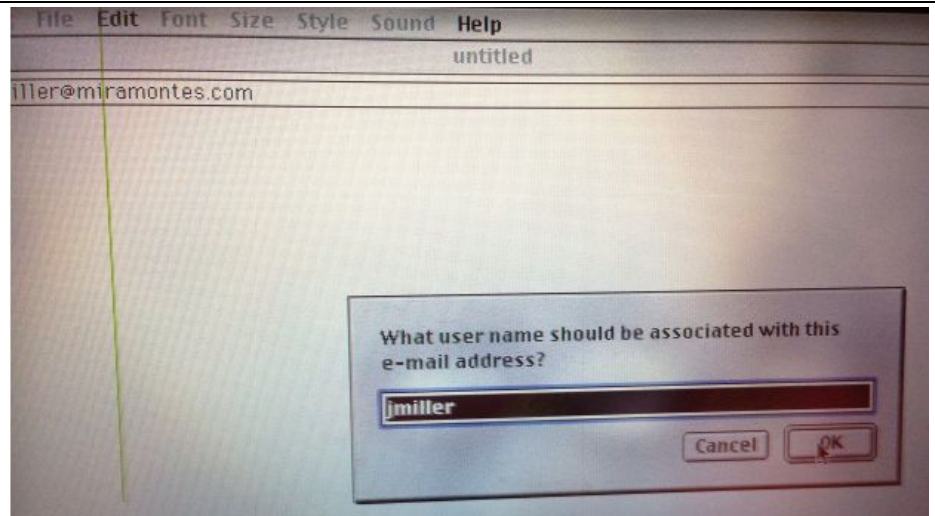 File Edit Font Size Style Sound Help
untitled
iller@miramontes.com
What user name should be associated with this
e-mail address?
jmiller
Cancel OK